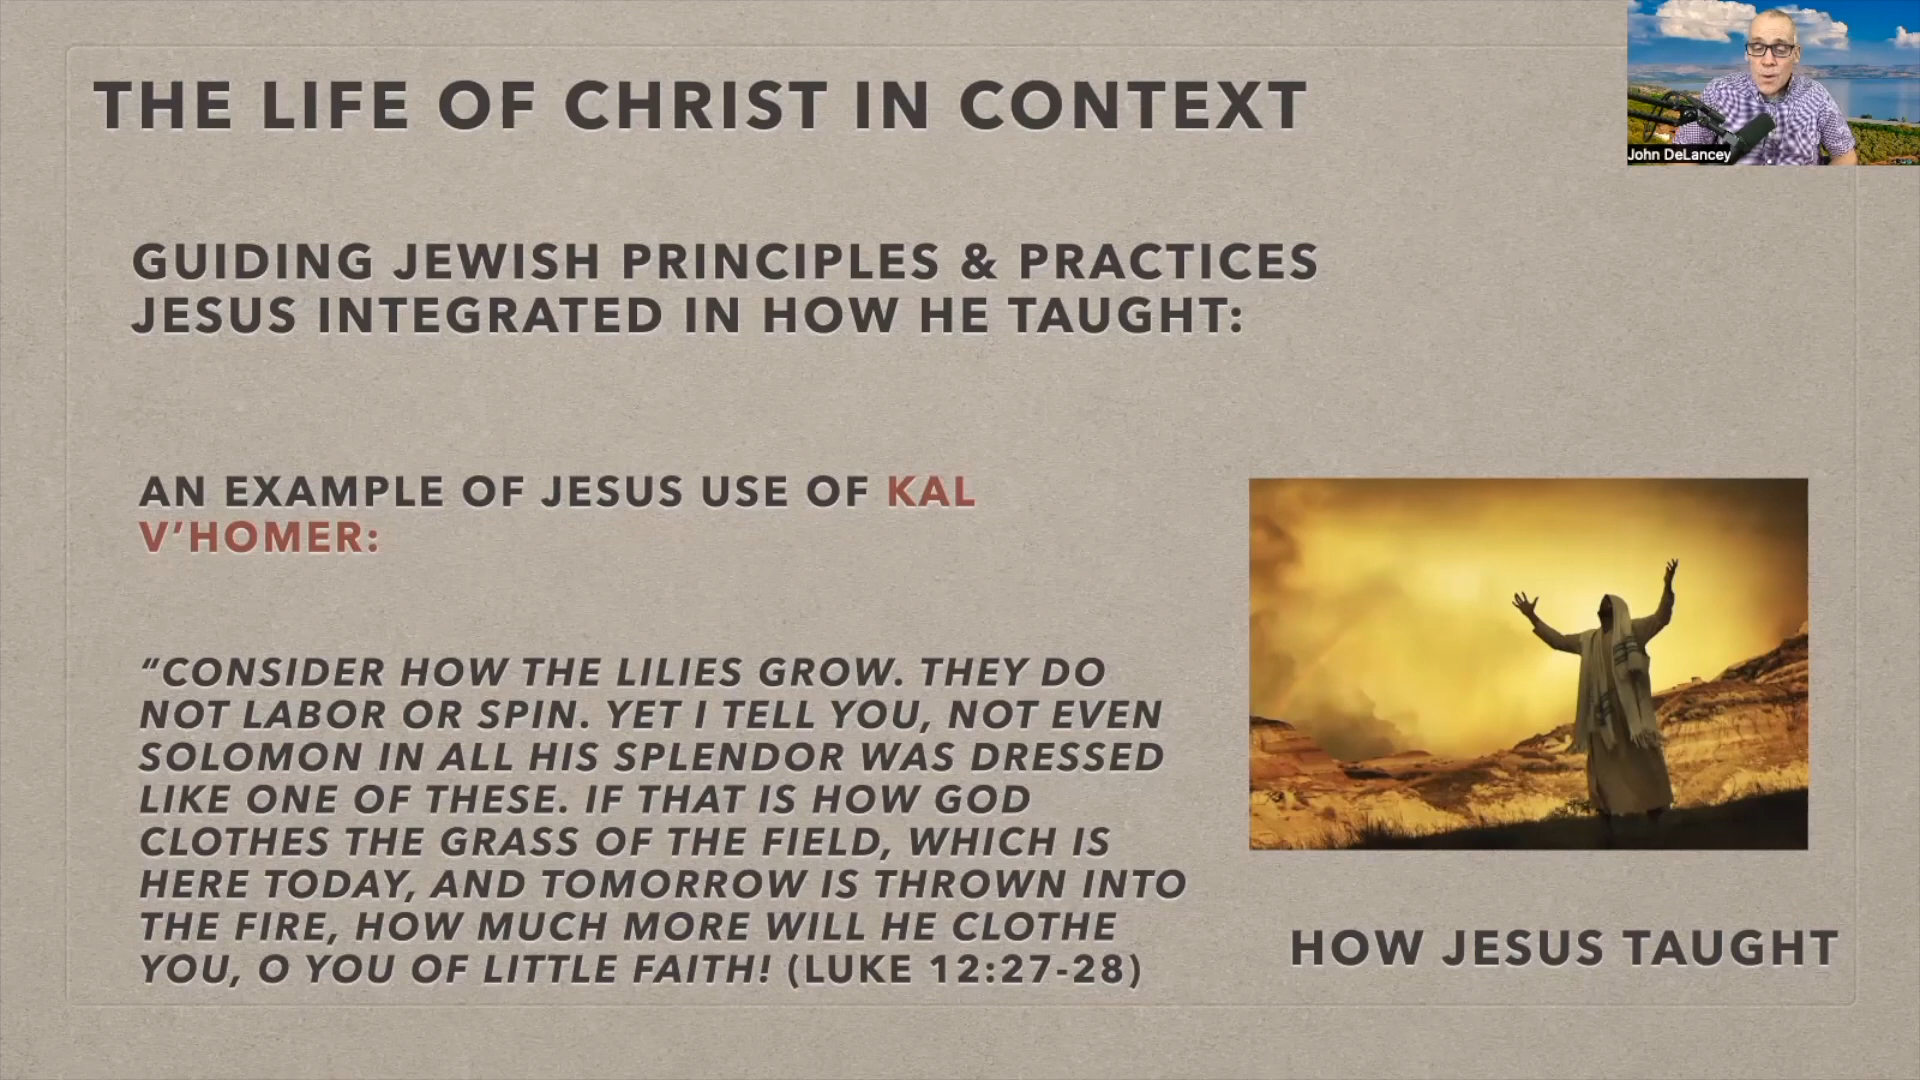 THE LIFE OF CHRIST IN CONTEXT
John DeLancey
GUIDING JEWISH PRINCIPLES & PRACTICES
JESUS INTEGRATED IN HOW HE TAUGHT:
AN EXAMPLE OF JESUS USE OF KAL
V’HOMER:
“CONSIDER HOW THE LILIES GROW. THEY DO
NOT LABOR OR SPIN. YET I TELL YOU, NOT EVEN
SOLOMON IN ALL HIS SPLENDOR WAS DRESSED
LIKE ONE OF THESE. IF THAT IS HOW GOD
CLOTHES THE GRASS OF THE FIELD, WHICH IS
HERE TODAY, AND TOMORROW IS THROWN INTO
THE FIRE, HOW MUCH MORE WILL HE CLOTHE
YOU, O YOU OF LITTLE FAITH! (LUKE 12:27-28)
HOW JESUS TAUGHT